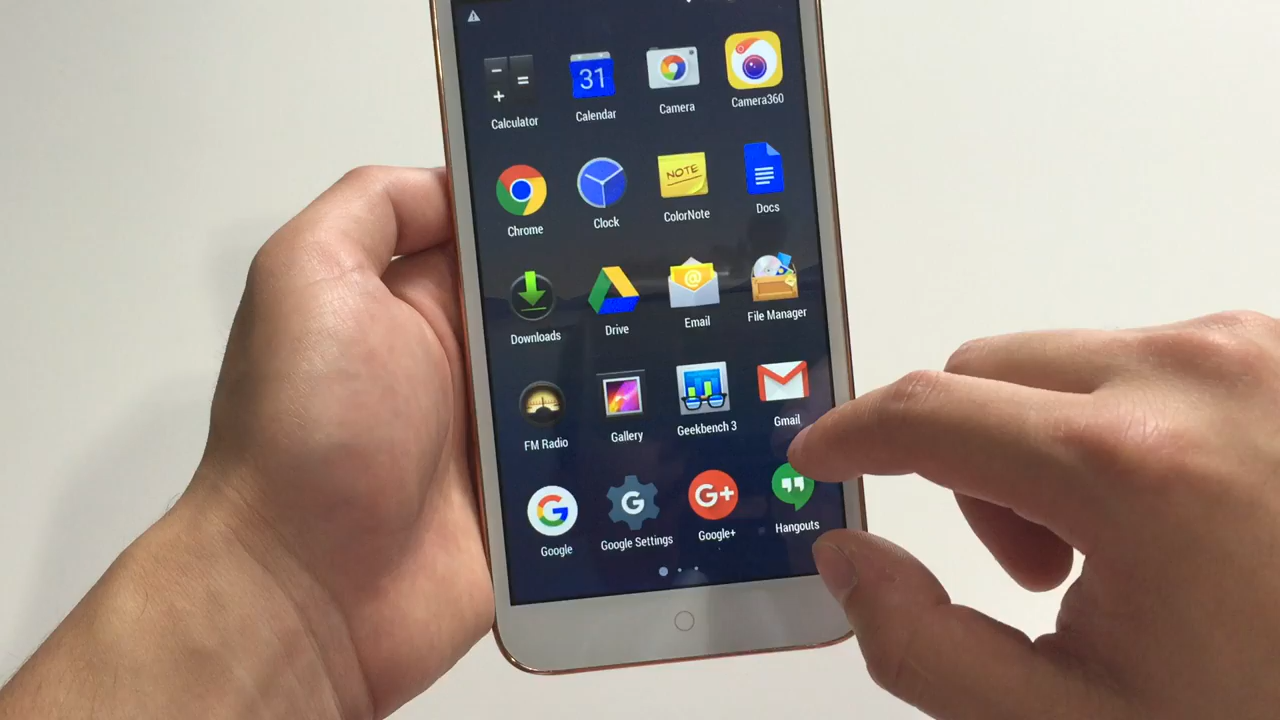 31
Calculator
Calendar
Camera
Camera360
NOTE
Chrome
Clock
ColorNote
Docs
@
Downloads
Drive
Email
File Manager
FM Radio
Gallery
Geekbench 3
Gmail
G
G
G+
Google
Google Settings
Google+
Hangouts